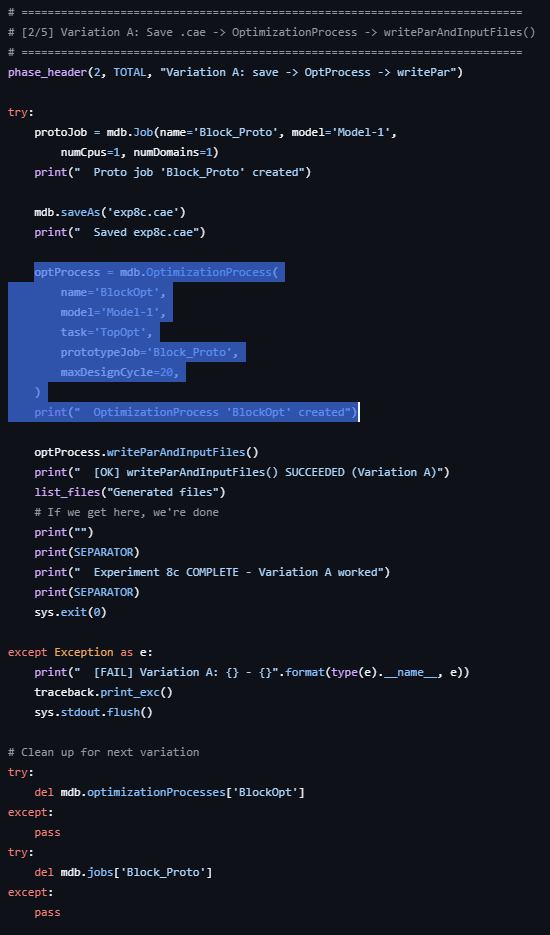 # ============================================================================
# [2/5] Variation A: Save .cae -> OptimizationProcess -> writeParAndInputFiles()
# ============================================================================
phase_header(2, TOTAL, "Variation A: save -> OptProcess -> writePar")

try:
    protoJob = mdb.Job(name='Block_Proto', model='Model-1',
        numCpus=1, numDomains=1)
    print("  Proto job 'Block_Proto' created")

    mdb.saveAs('exp8c.cae')
    print("  Saved exp8c.cae")

    optProcess = mdb.OptimizationProcess(
        name='BlockOpt',
        model='Model-1',
        task='TopOpt',
        prototypeJob='Block_Proto',
        maxDesignCycle=20,
    )
    print("  OptimizationProcess 'BlockOpt' created")

    optProcess.writeParAndInputFiles()
    print("  [OK] writeParAndInputFiles() SUCCEEDED (Variation A)")
    list_files("Generated files")
    # If we get here, we're done
    print("")
    print(SEPARATOR)
    print("  Experiment 8c COMPLETE - Variation A worked")
    print(SEPARATOR)
    sys.exit(0)

except Exception as e:
    print("  [FAIL] Variation A: {} - {}".format(type(e).__name__, e))
    traceback.print_exc()
    sys.stdout.flush()

# Clean up for next variation
try:
    del mdb.optimizationProcesses['BlockOpt']
except:
    pass
try:
    del mdb.jobs['Block_Proto']
except:
    pass